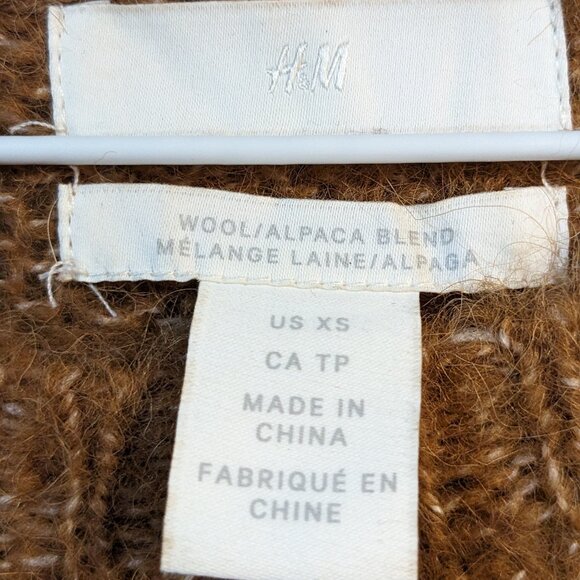 H&M
WOOL/ALPACA BLEND
MÉLANGE LAINE/ALPAGA
US XS
CA TP
MADE IN
CHINA
FABRIQUÉ EN
CHINE